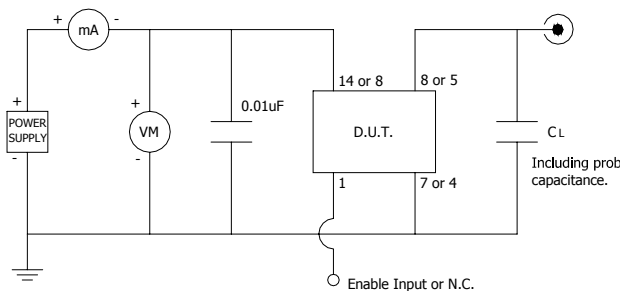 + mA -
14 or 8
8 or 5
+
POWER
SUPPLY
-
+
VM
-
0.01uF
D.U.T.
CL
Including prob
capacitance.
1
7 or 4
Enable Input or N.C.